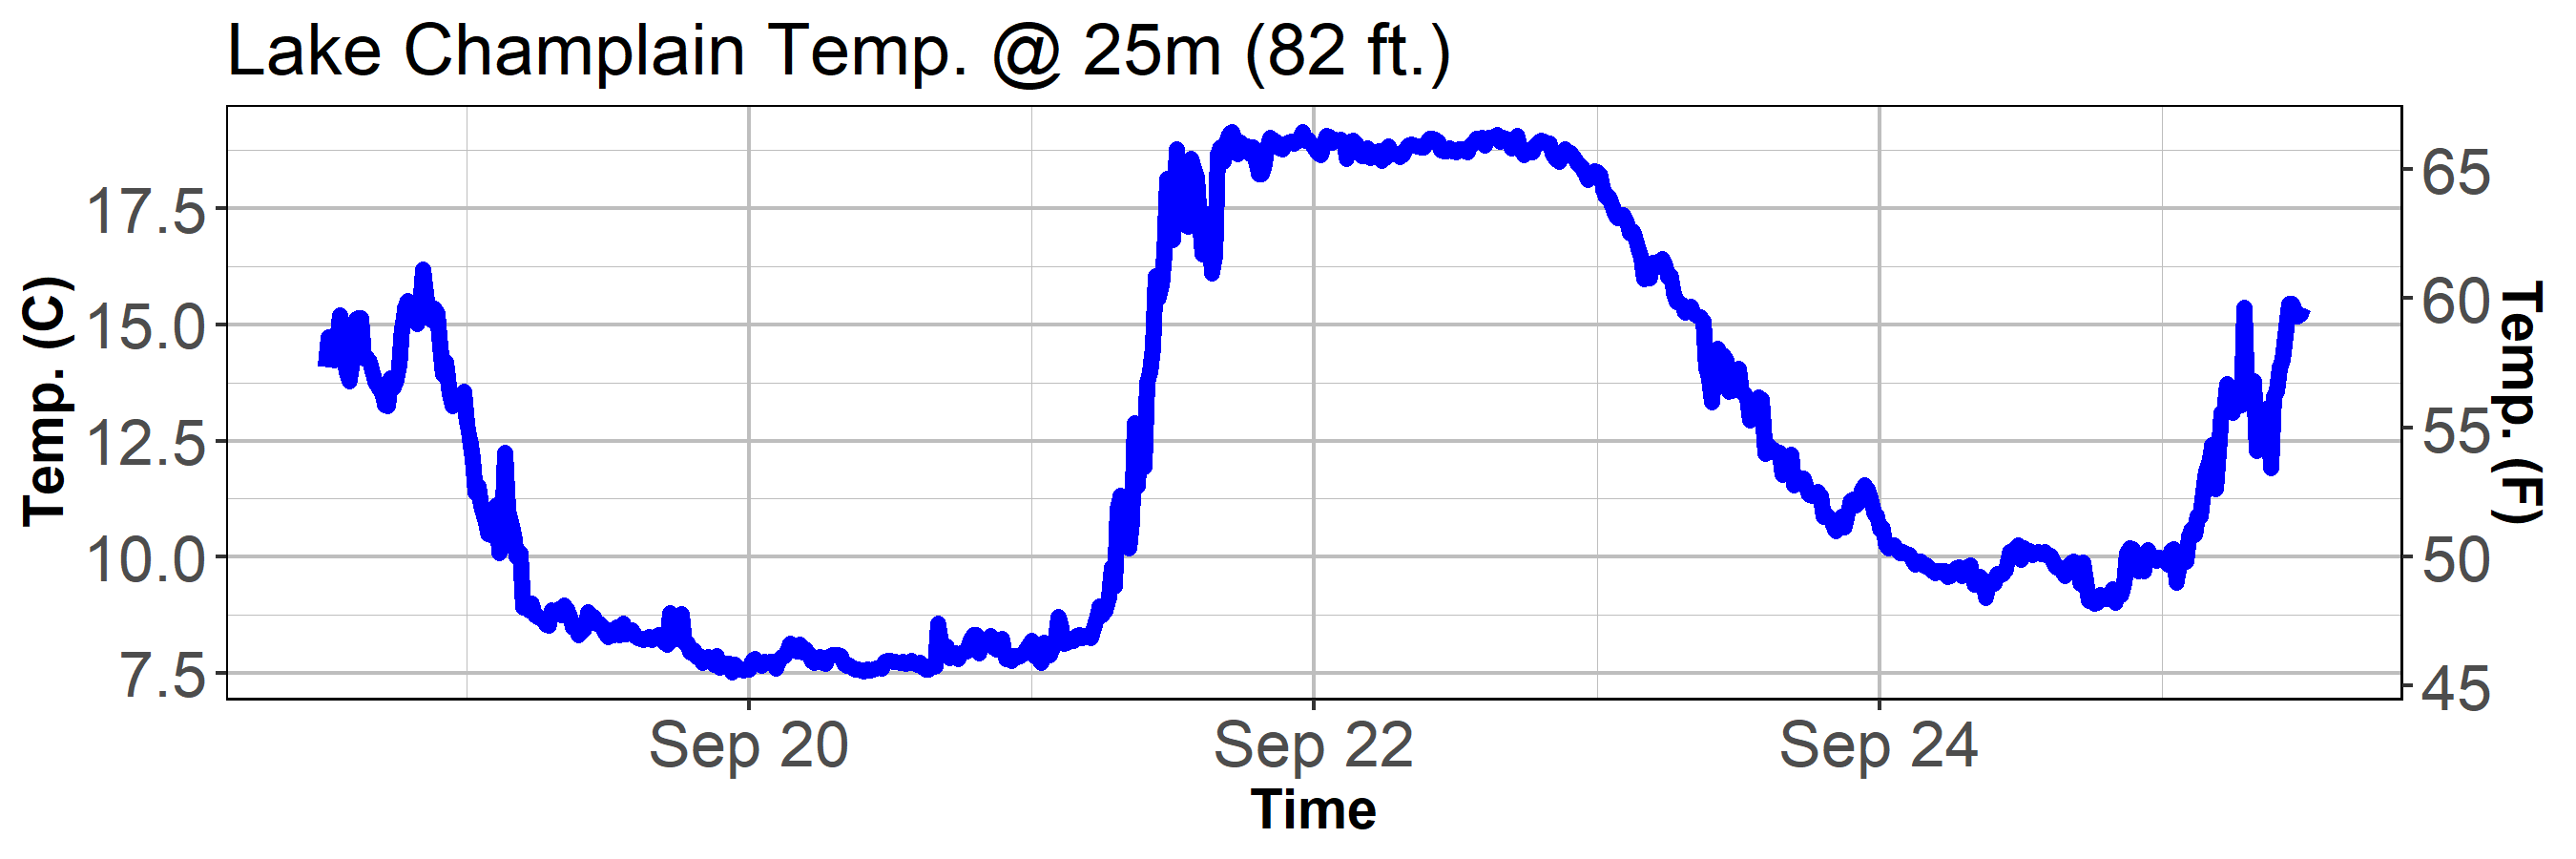 Lake Champlain Temp. @ 25m (82 ft.)
Temp. (C)
17.5
15.0
12.5
10.0
7.5
65
60
55
50
45
Temp. (F)
Sep 20
Sep 22
Sep 24
Time